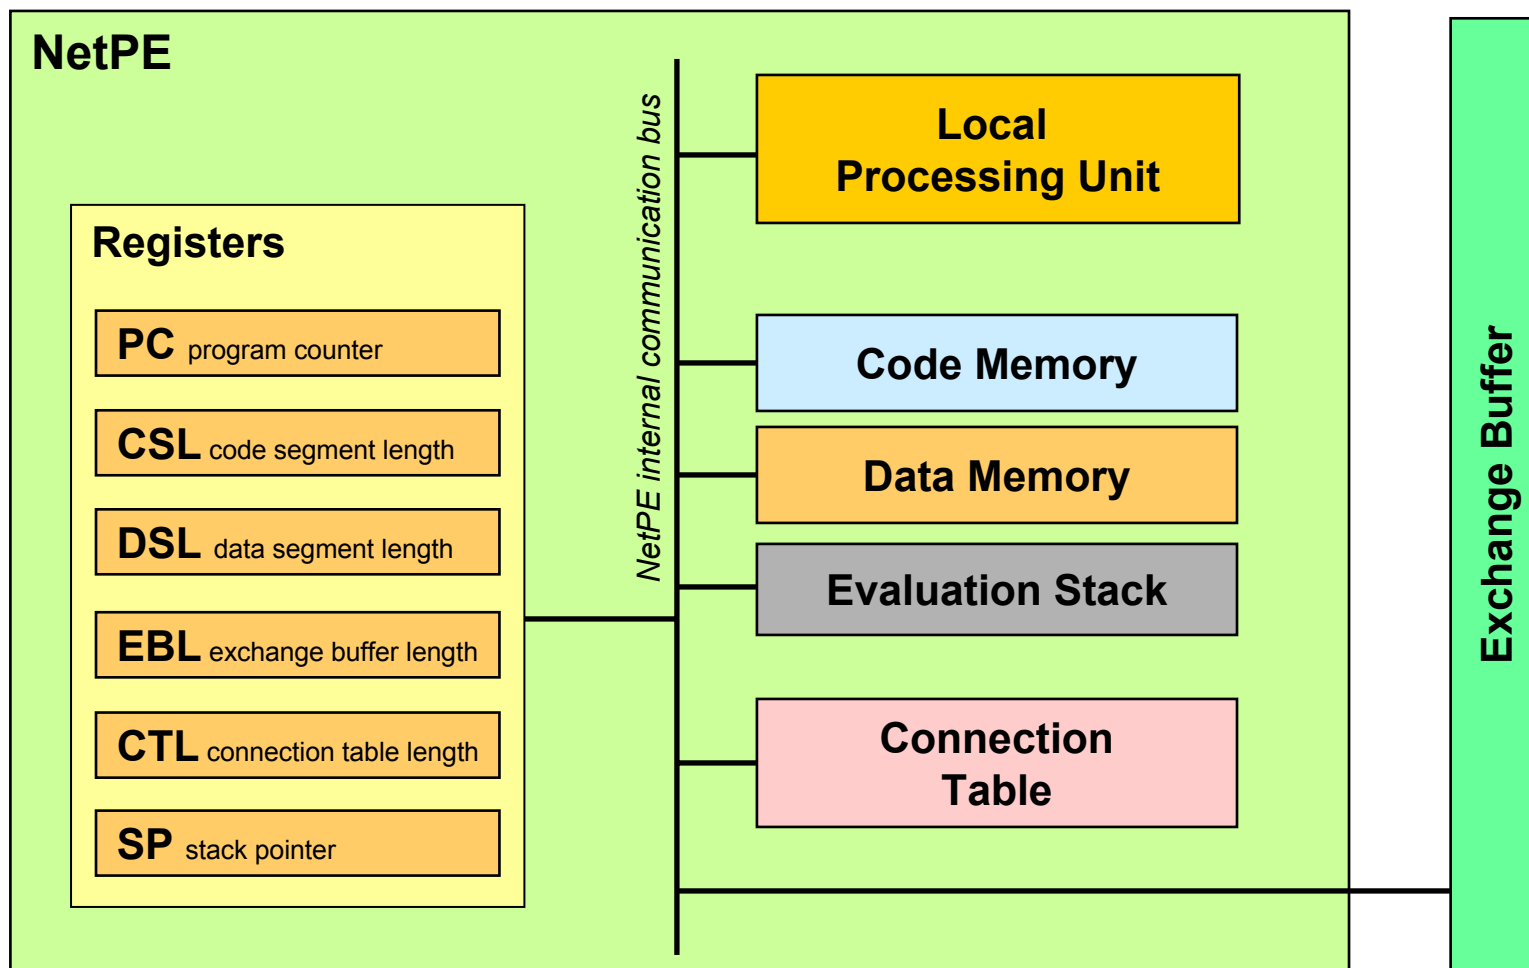 NetPE
Registers
PC program counter
CSL code segment length
DSL data segment length
EBL exchange buffer length
CTL connection table length
SP stack pointer
NetPE internal communication bus
Local
Processing Unit
Code Memory
Data Memory
Evaluation Stack
Connection
Table
Exchange Buffer